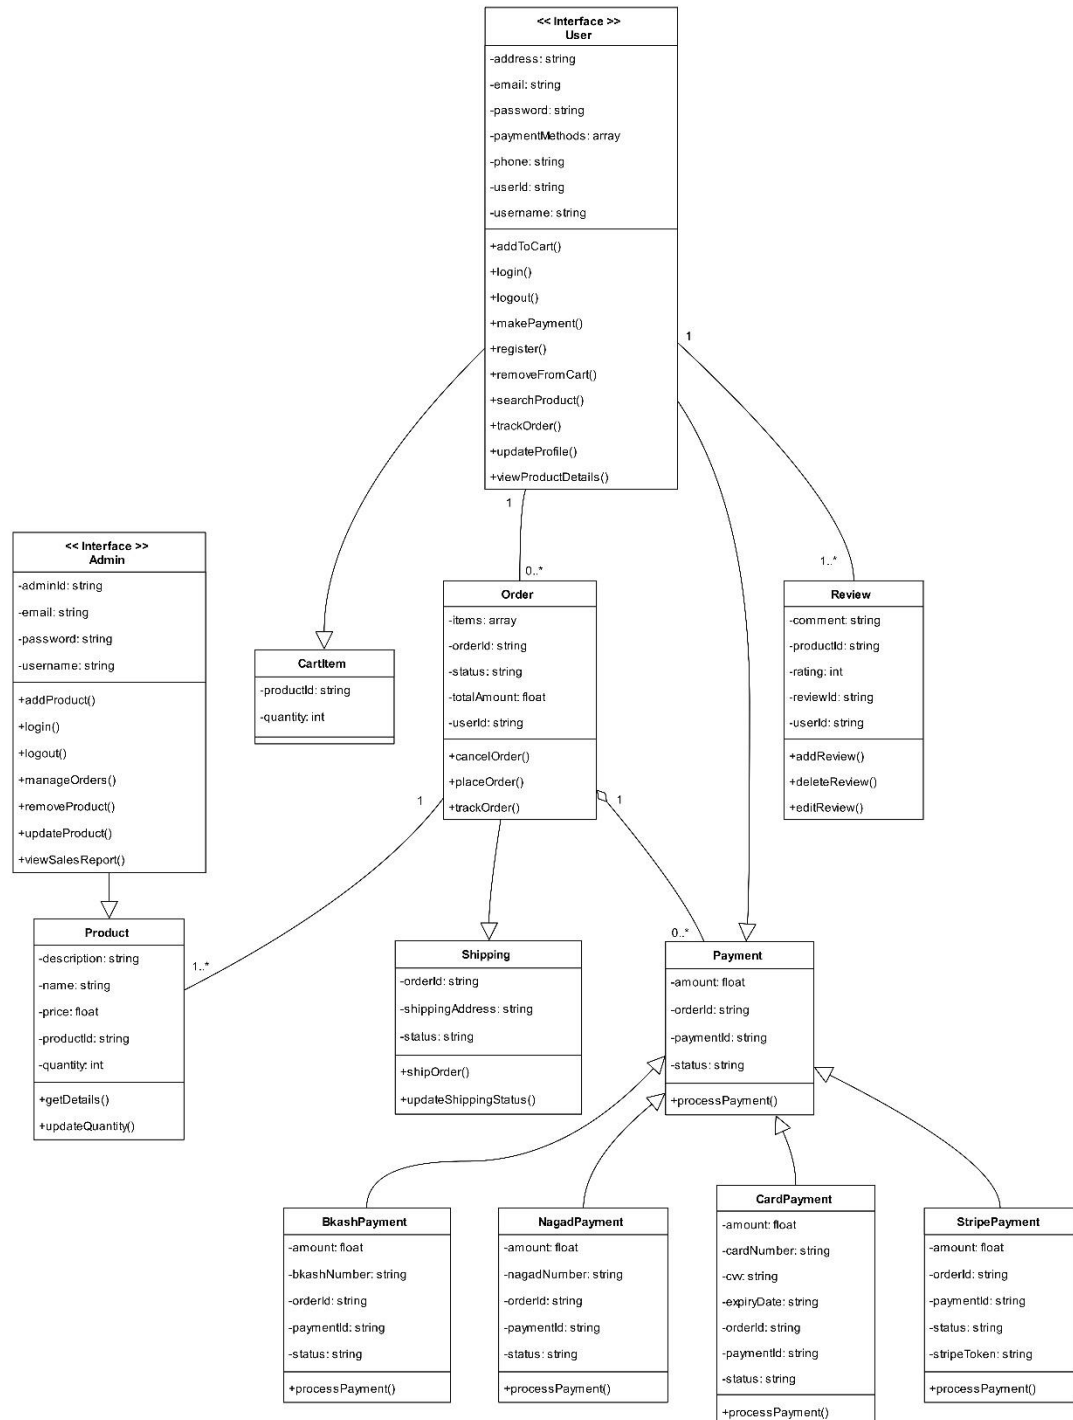 << Interface >>
User
-address: string
-email: string
-password: string
-paymentMethods: array
-phone: string
-userId: string
-username: string
+addToCart()
+login()
+logout()
+makePayment()
+register()
+removeFromCart()
+searchProduct()
+trackOrder()
+updateProfile()
+viewProductDetails()
1
1
0..*
1..*
<< Interface >>
Admin
-adminId: string
-email: string
-password: string
-username: string
+addProduct()
+login()
+logout()
+manageOrders()
+removeProduct()
+updateProduct()
+viewSalesReport()
CartItem
-productId: string
-quantity: int
Order
-items: array
-orderId: string
-status: string
-totalAmount: float
-userId: string
+cancelOrder()
+placeOrder()
+trackOrder()
Review
-comment: string
-productId: string
-rating: int
-reviewId: string
-userId: string
+addReview()
+deleteReview()
+editReview()
1
1
1..*
0..*
Product
-description: string
-name: string
-price: float
-productId: string
-quantity: int
+getDetails()
+updateQuantity()
Shipping
-orderId: string
-shippingAddress: string
-status: string
+shipOrder()
+updateShippingStatus()
Payment
-amount: float
-orderId: string
-paymentId: string
-status: string
+processPayment()
BkashPayment
-amount: float
-bkashNumber: string
-orderId: string
-paymentId: string
-status: string
+processPayment()
NagadPayment
-amount: float
-nagadNumber: string
-orderId: string
-paymentId: string
-status: string
+processPayment()
CardPayment
-amount: float
-cardNumber: string
-cvv: string
-expiryDate: string
-orderId: string
-paymentId: string
-status: string
+processPayment()
StripePayment
-amount: float
-orderId: string
-paymentId: string
-status: string
-stripeToken: string
+processPayment()